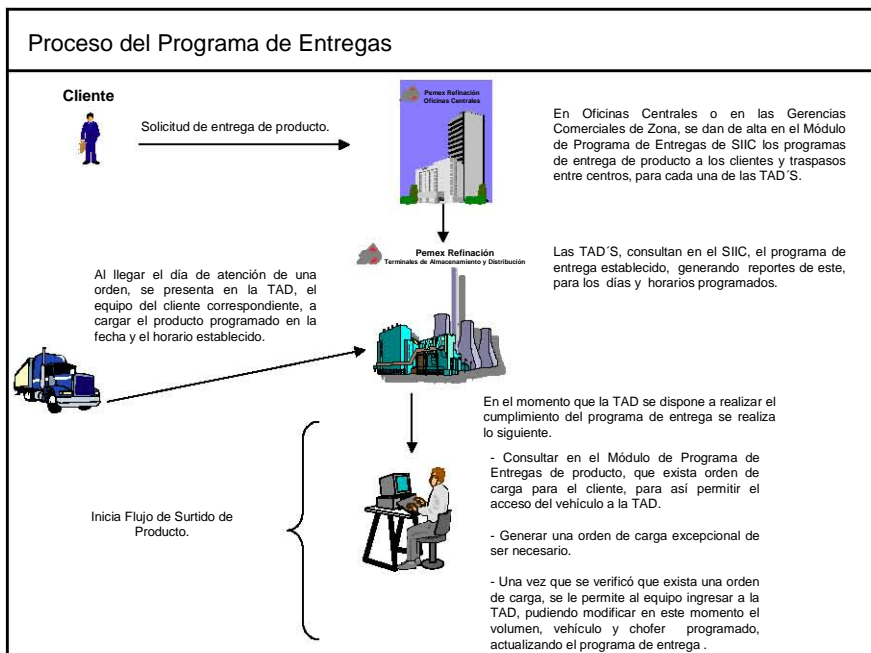 Proceso del Programa de Entregas
Cliente
Solicitud de entrega de producto.
Pemex Refinación
Oficinas Centrales
En Oficinas Centrales o en las Gerencias
Comerciales de Zona, se dan de alta en el Módulo
de Programa de Entregas de SIIC los programas
de entrega de producto a los clientes y traspasos
entre centros, para cada una de las TAD´S.
Pemex Refinación
Terminales de Almacenamiento y Distribución
Las TAD´S, consultan en el SIIC, el programa de
entrega establecido, generando reportes de este,
para los días y horarios programados.
Al llegar el día de atención de una
orden, se presenta en la TAD, el
equipo del cliente correspondiente, a
cargar el producto programado en la
fecha y el horario establecido.
En el momento que la TAD se dispone a realizar el
cumplimiento del programa de entrega se realiza
lo siguiente.
- Consultar en el Módulo de Programa de
Entregas de producto, que exista orden de
carga para el cliente, para así permitir el
acceso del vehículo a la TAD.
- Generar una orden de carga excepcional de
ser necesario.
- Una vez que se verificó que exista una orden
de carga, se le permite al equipo ingresar a la
TAD, pudiendo modificar en este momento el
volumen, vehículo y chofer programado,
actualizando el programa de entrega .
Inicia Flujo de Surtido de
Producto.